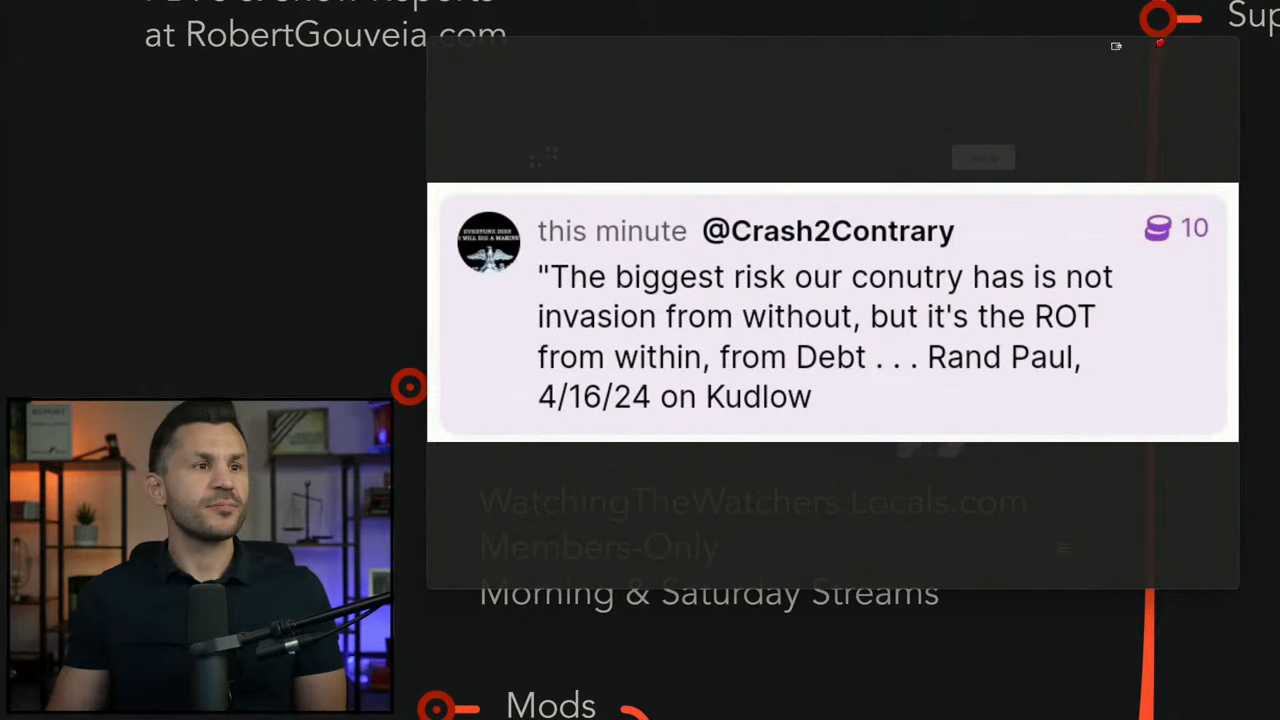 at RobertGouveia.com
Sup
this minute @Crash2Contrary
10
"The biggest risk our conutry has is not
invasion from without, but it's the ROT
from within, from Debt . . . Rand Paul,
4/16/24 on Kudlow
WatchingTheWatchers.Locals.com
Members-Only
Morning & Saturday Streams
Mods